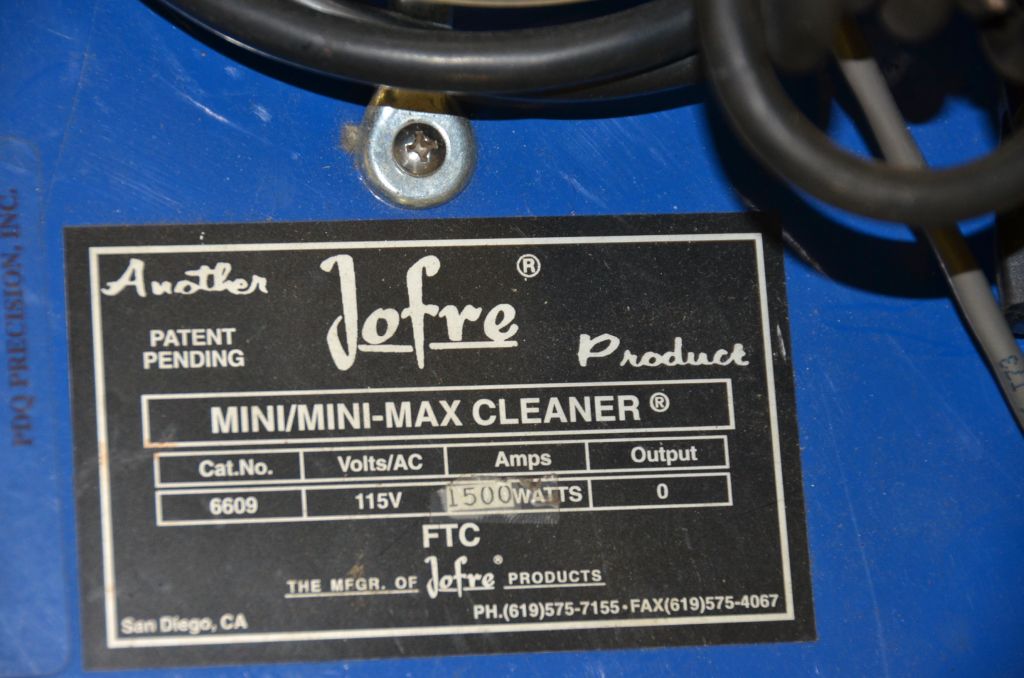 PDQ PRECISION, INC.
Another
Jofre®
PATENT
PENDING
Product
MINI/MINI-MAX CLEANER ®
Cat.No. Volts/AC Amps Output
6609 115V 1500WATTS 0
FTC
THE MFGR. OF Jofre® PRODUCTS
PH.(619)575-7155 • FAX(619)575-4067
San Diego, CA